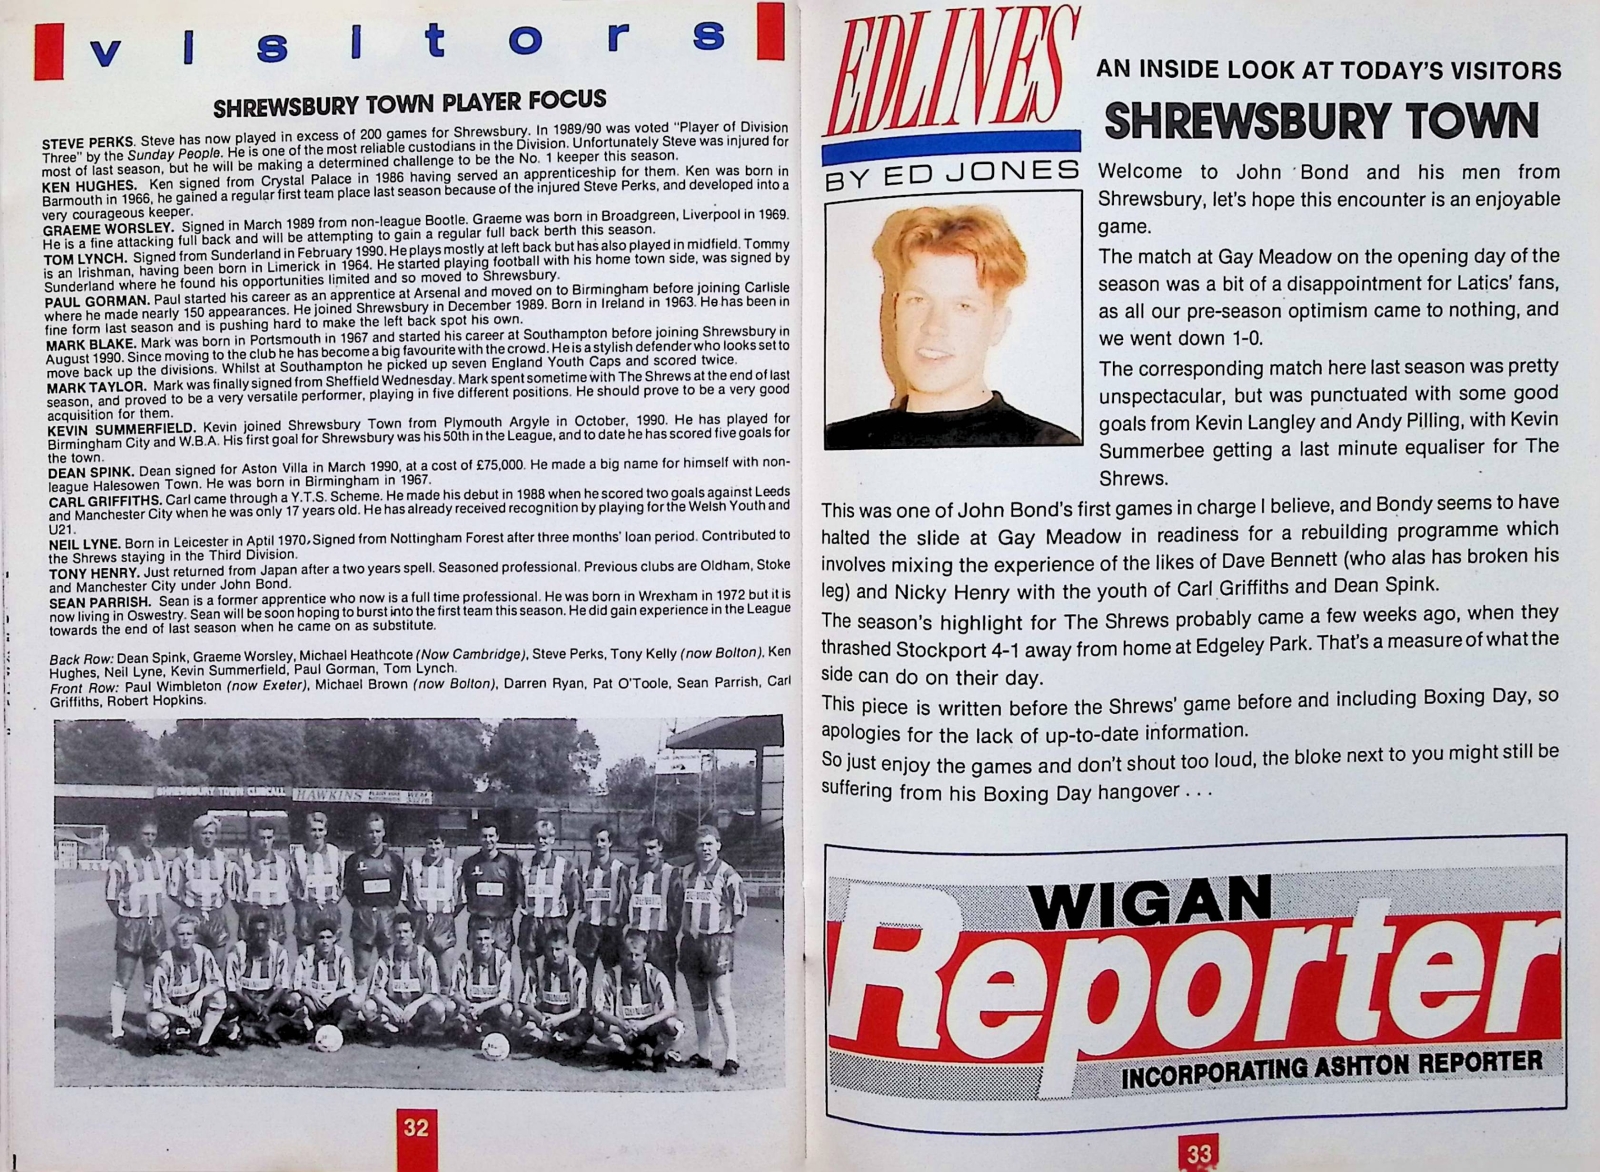 visitors
SHREWSBURY TOWN PLAYER FOCUS
STEVE PERKS. Steve has now played in excess of 200 games for Shrewsbury. In 1989/90 was voted "Player of Division
Three" by the Sunday People. He is one of the most reliable custodians in the Division. Unfortunately Steve was injured for
most of last season, but he will be making a determined challenge to be the No. 1 keeper this season.
KEN HUGHES. Ken signed from Crystal Palace in 1986 having served an apprenticeship for them. Ken was born in
Barmouth in 1966, he gained a regular first team place last season because of the injured Steve Perks, and developed into a
very courageous keeper.
GRAEME WORSLEY. Signed in March 1989 from non-league Bootle. Graeme was born in Broadgreen, Liverpool in 1969.
He is a fine attacking full back and will be attempting to gain a regular full back berth this season.
TOM LYNCH. Signed from Sunderland in February 1990. He plays mostly at left back but has also played in midfield. Tommy
is an Irishman, having been born in Limerick in 1964. He started playing football with his home town side, was signed by
Sunderland where he found his opportunities limited and so moved to Shrewsbury.
PAUL GORMAN. Paul started his career as an apprentice at Arsenal and moved on to Birmingham before joining Carlisle
where he made nearly 150 appearances. He joined Shrewsbury in December 1989. Born in Ireland in 1963. He has been in
fine form last season and is pushing hard to make the left back spot his own.
MARK BLAKE. Mark was born in Portsmouth in 1967 and started his career at Southampton before joining Shrewsbury in
August 1990. Since moving to the club he has become a big favourite with the crowd. He is a stylish defender who looks set to
move back up the divisions. Whilst at Southampton he picked up seven England Youth Caps and scored twice.
MARK TAYLOR. Mark was finally signed from Sheffield Wednesday. Mark spent sometime with The Shrews at the end of last
season, and proved to be a very versatile performer, playing in five different positions. He should prove to be a very good
acquisition for them.
KEVIN SUMMERFIELD. Kevin joined Shrewsbury Town from Plymouth Argyle in October, 1990. He has played for
Birmingham City and W.B.A. His first goal for Shrewsbury was his 50th in the League, and to date he has scored five goals for
the town.
DEAN SPINK. Dean signed for Aston Villa in March 1990, at a cost of £75,000. He made a big name for himself with non-
league Halesowen Town. He was born in Birmingham in 1967.
CARL GRIFFITHS. Carl came through a Y.T.S. Scheme. He made his debut in 1988 when he scored two goals against Leeds
and Manchester City when he was only 17 years old. He has already received recognition by playing for the Welsh Youth and
U21.
NEIL LYNE. Born in Leicester in Aptil 1970. Signed from Nottingham Forest after three months' loan period. Contributed to
the Shrews staying in the Third Division.
TONY HENRY. Just returned from Japan after a two years spell. Seasoned professional. Previous clubs are Oldham, Stoke
and Manchester City under John Bond.
SEAN PARRISH. Sean is a former apprentice who now is a full time professional. He was born in Wrexham in 1972 but it is
now living in Oswestry. Sean will be soon hoping to burst into the first team this season. He did gain experience in the League
towards the end of last season when he came on as substitute.
Back Row: Dean Spink, Graeme Worsley, Michael Heathcote (Now Cambridge), Steve Perks, Tony Kelly (now Bolton), Ken
Hughes, Neil Lyne, Kevin Summerfield, Paul Gorman, Tom Lynch.
Front Row: Paul Wimbleton (now Exeter), Michael Brown (now Bolton), Darren Ryan, Pat O'Toole, Sean Parrish, Carl
Griffiths, Robert Hopkins.
SHREWSBURY TOWN
HAWKINS
32
EDLINES
BY ED JONES
AN INSIDE LOOK AT TODAY'S VISITORS
SHREWSBURY TOWN
Welcome to John Bond and his men from
Shrewsbury, let's hope this encounter is an enjoyable
game.
The match at Gay Meadow on the opening day of the
season was a bit of a disappointment for Latics' fans,
as all our pre-season optimism came to nothing, and
we went down 1-0.
The corresponding match here last season was pretty
unspectacular, but was punctuated with some good
goals from Kevin Langley and Andy Pilling, with Kevin
Summerbee getting a last minute equaliser for The
Shrews.
This was one of John Bond's first games in charge I believe, and Bondy seems to have
halted the slide at Gay Meadow in readiness for a rebuilding programme which
involves mixing the experience of the likes of Dave Bennett (who alas has broken his
leg) and Nicky Henry with the youth of Carl Griffiths and Dean Spink.
The season's highlight for The Shrews probably came a few weeks ago, when they
thrashed Stockport 4-1 away from home at Edgeley Park. That's a measure of what the
side can do on their day.
This piece is written before the Shrews' game before and including Boxing Day, so
apologies for the lack of up-to-date information.
So just enjoy the games and don't shout too loud, the bloke next to you might still be
suffering from his Boxing Day hangover . . .
WIGAN
Reporter
INCORPORATING ASHTON REPORTER
33